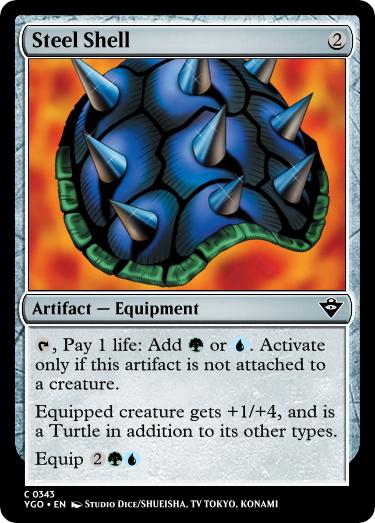 Steel Shell 2
Artifact — Equipment
, Pay 1 life: Add or . Activate
only if this artifact is not attached to
a creature.
Equipped creature gets +1/+4, and is
a Turtle in addition to its other types.
Equip 2
C 0343
YGO • EN Studio Dice/SHUEISHA, TV TOKYO, KONAMI